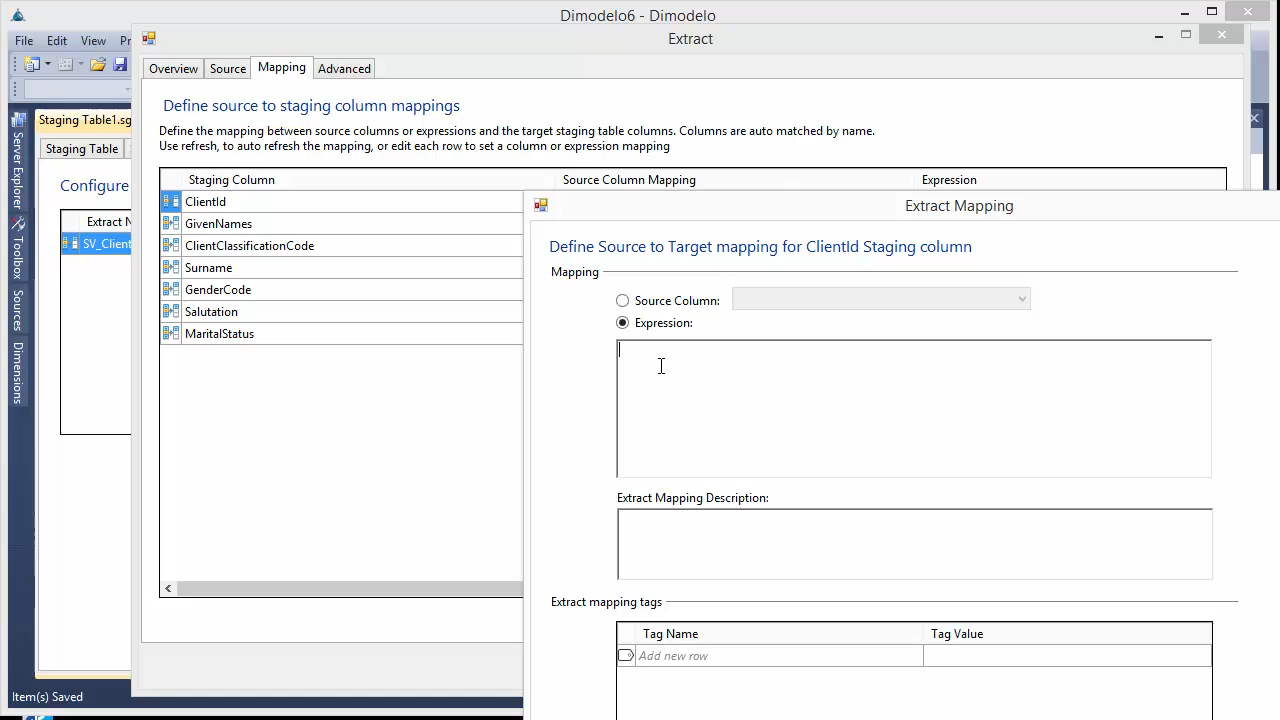 Dimodelo6 - Dimodelo
File Edit View
Extract
Overview Source Mapping Advanced
Define source to staging column mappings
Staging Table1.sg
Define the mapping between source columns or expressions and the target staging table columns. Columns are auto matched by name.
Use refresh, to auto refresh the mapping, or edit each row to set a column or expression mapping
Staging Table
Server Explorer
Toolbox
Sources
Dimensions
Configure
Extract N
SV_Client
Staging Column Source Column Mapping Expression
ClientId
GivenNames
ClientClassificationCode
Surname
GenderCode
Salutation
MaritalStatus
Extract Mapping
Define Source to Target mapping for ClientId Staging column
Mapping
Source Column:
Expression:
Extract Mapping Description:
Extract mapping tags
Tag Name Tag Value
Add new row
Item(s) Saved